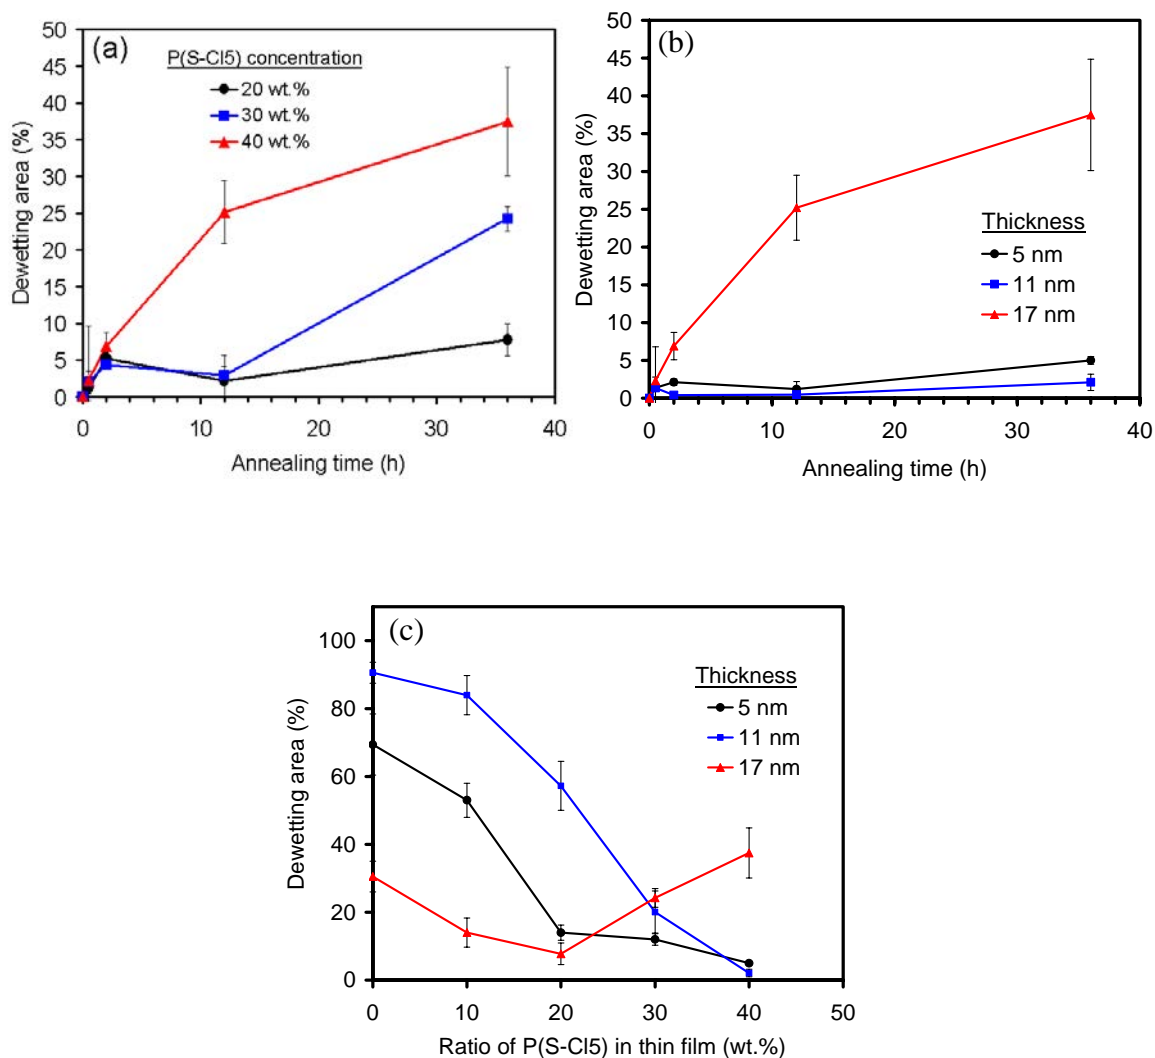 (a)
P(S-Cl5) concentration
20 wt.%
30 wt.%
40 wt.%
Dewetting area (%)
50
45
40
35
30
25
20
15
10
5
0
0 10 20 30 40
Annealing time (h)
(b)
Thickness
5 nm
11 nm
17 nm
Dewetting area (%)
50
45
40
35
30
25
20
15
10
5
0
0 10 20 30 40
Annealing time (h)
(c)
Thickness
5 nm
11 nm
17 nm
Dewetting area (%)
100
80
60
40
20
0
0 10 20 30 40 50
Ratio of P(S-Cl5) in thin film (wt.%)